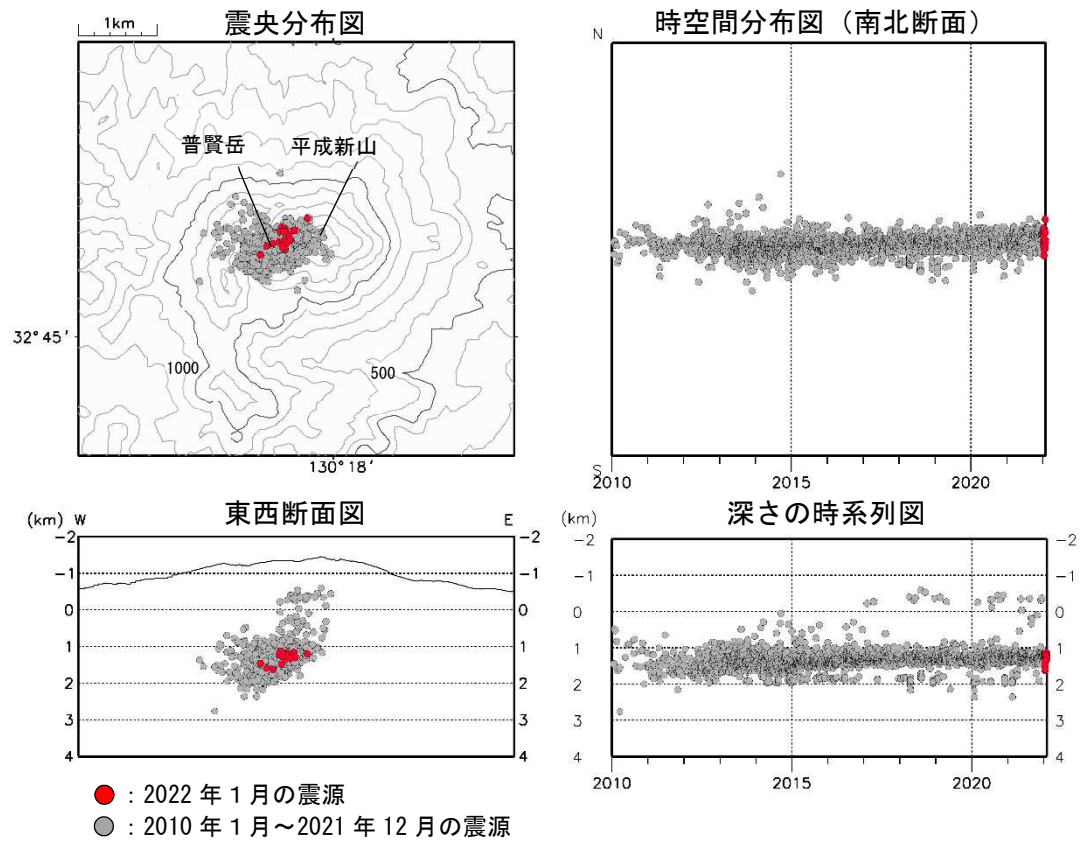 1km
震央分布図
普賢岳
平成新山
32°45'
1000
500
130°18'
時空間分布図（南北断面）
N
S
2010
2015
2020
東西断面図
(km) W
E
-2
-1
0
1
2
3
4
-2
-1
0
1
2
3
4
深さの時系列図
(km)
-2
-1
0
1
2
3
4
-2
-1
0
1
2
3
4
2010
2015
2020
：2022 年 1 月の震源
：2010 年 1 月～2021 年 12 月の震源